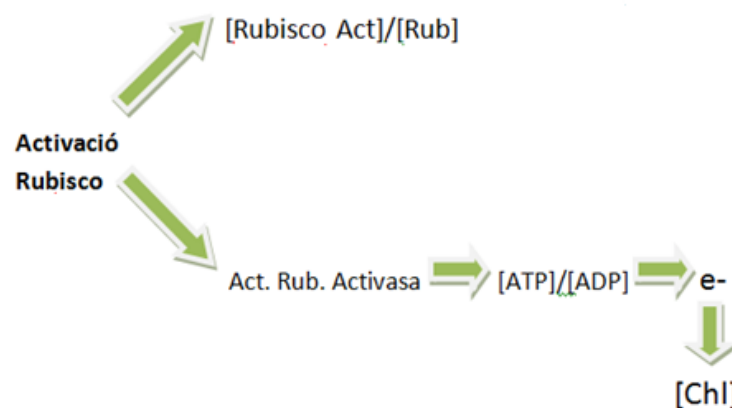 [Rubisco Act]/[Rub]
Activació
Rubisco
Act. Rub. Activasa
[ATP]/[ADP]
e-
[Chl]